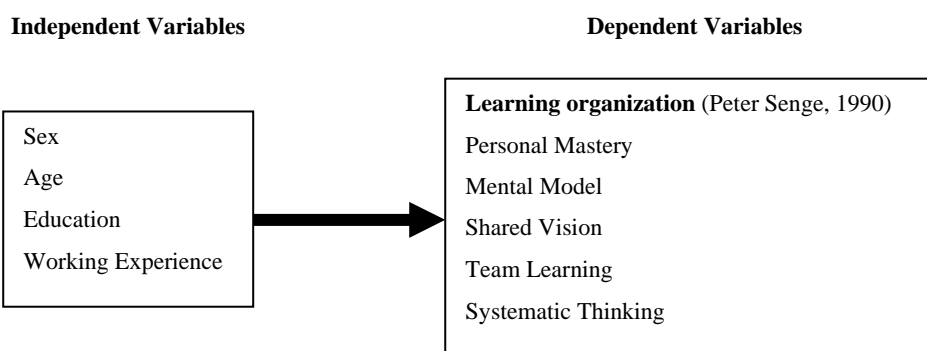 Independent Variables
Dependent Variables
Sex
Age
Education
Working Experience
Learning organization (Peter Senge, 1990)
Personal Mastery
Mental Model
Shared Vision
Team Learning
Systematic Thinking